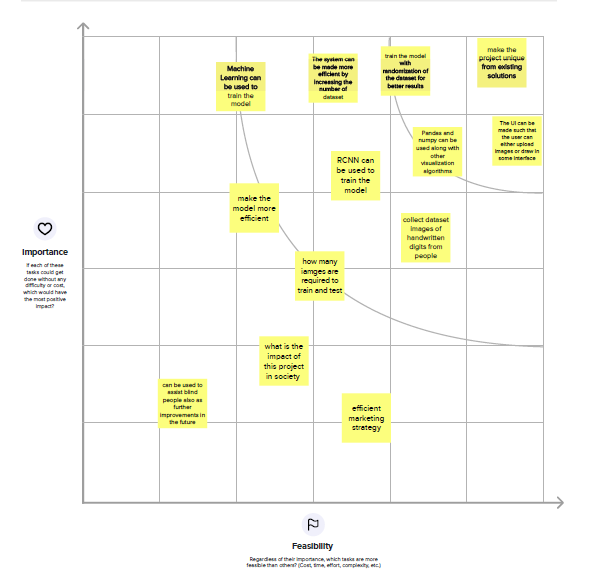 Machine
Learning can
be used to
train the
model
The system can
be made more
efficient by
increasing the
number of
dataset
train the model
with
randomization of
the dataset for
better results
make the
project unique
from existing
solutions
Pandas and
numpy can be
used along with
other
visualization
algorithms
The UI can be
made such that
the user can
either upload
images or draw in
some interface
RCNN can
be used to
train the
model
make the
model more
efficient
collect dataset
images of
handwritten
digits from
people
how many
iamges are
required to
train and test
what is the
impact of
this project
in society
can be used to
assist blind
people also as
further
improvements in
the future
efficient
marketing
strategy
Importance
If each of these
tasks could get
done without any
difficulty or cost,
which would have
the most positive
impact?
Feasibility
Regardless of their importance, which tasks are more
feasible than others? (Cost, time, effort, complexity, etc.)